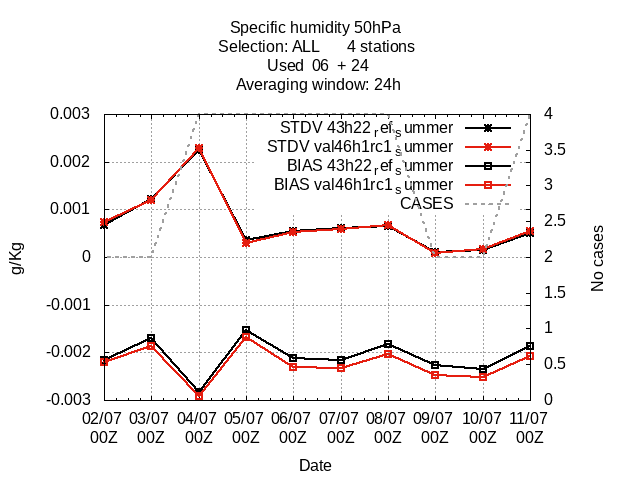 Specific humidity 50hPa
Selection: ALL      4 stations
Used  06  + 24
Averaging window: 24h
STDV 43h22_ref_summer
STDV val46h1rc1_summer
BIAS 43h22_ref_summer
BIAS val46h1rc1_summer
CASES
g/Kg
0.003
0.002
0.001
0
-0.001
-0.002
-0.003
4
3.5
3
2.5
2
1.5
1
0.5
0
No cases
02/07 03/07 04/07 05/07 06/07 07/07 08/07 09/07 10/07 11/07
00Z 00Z 00Z 00Z 00Z 00Z 00Z 00Z 00Z 00Z
Date